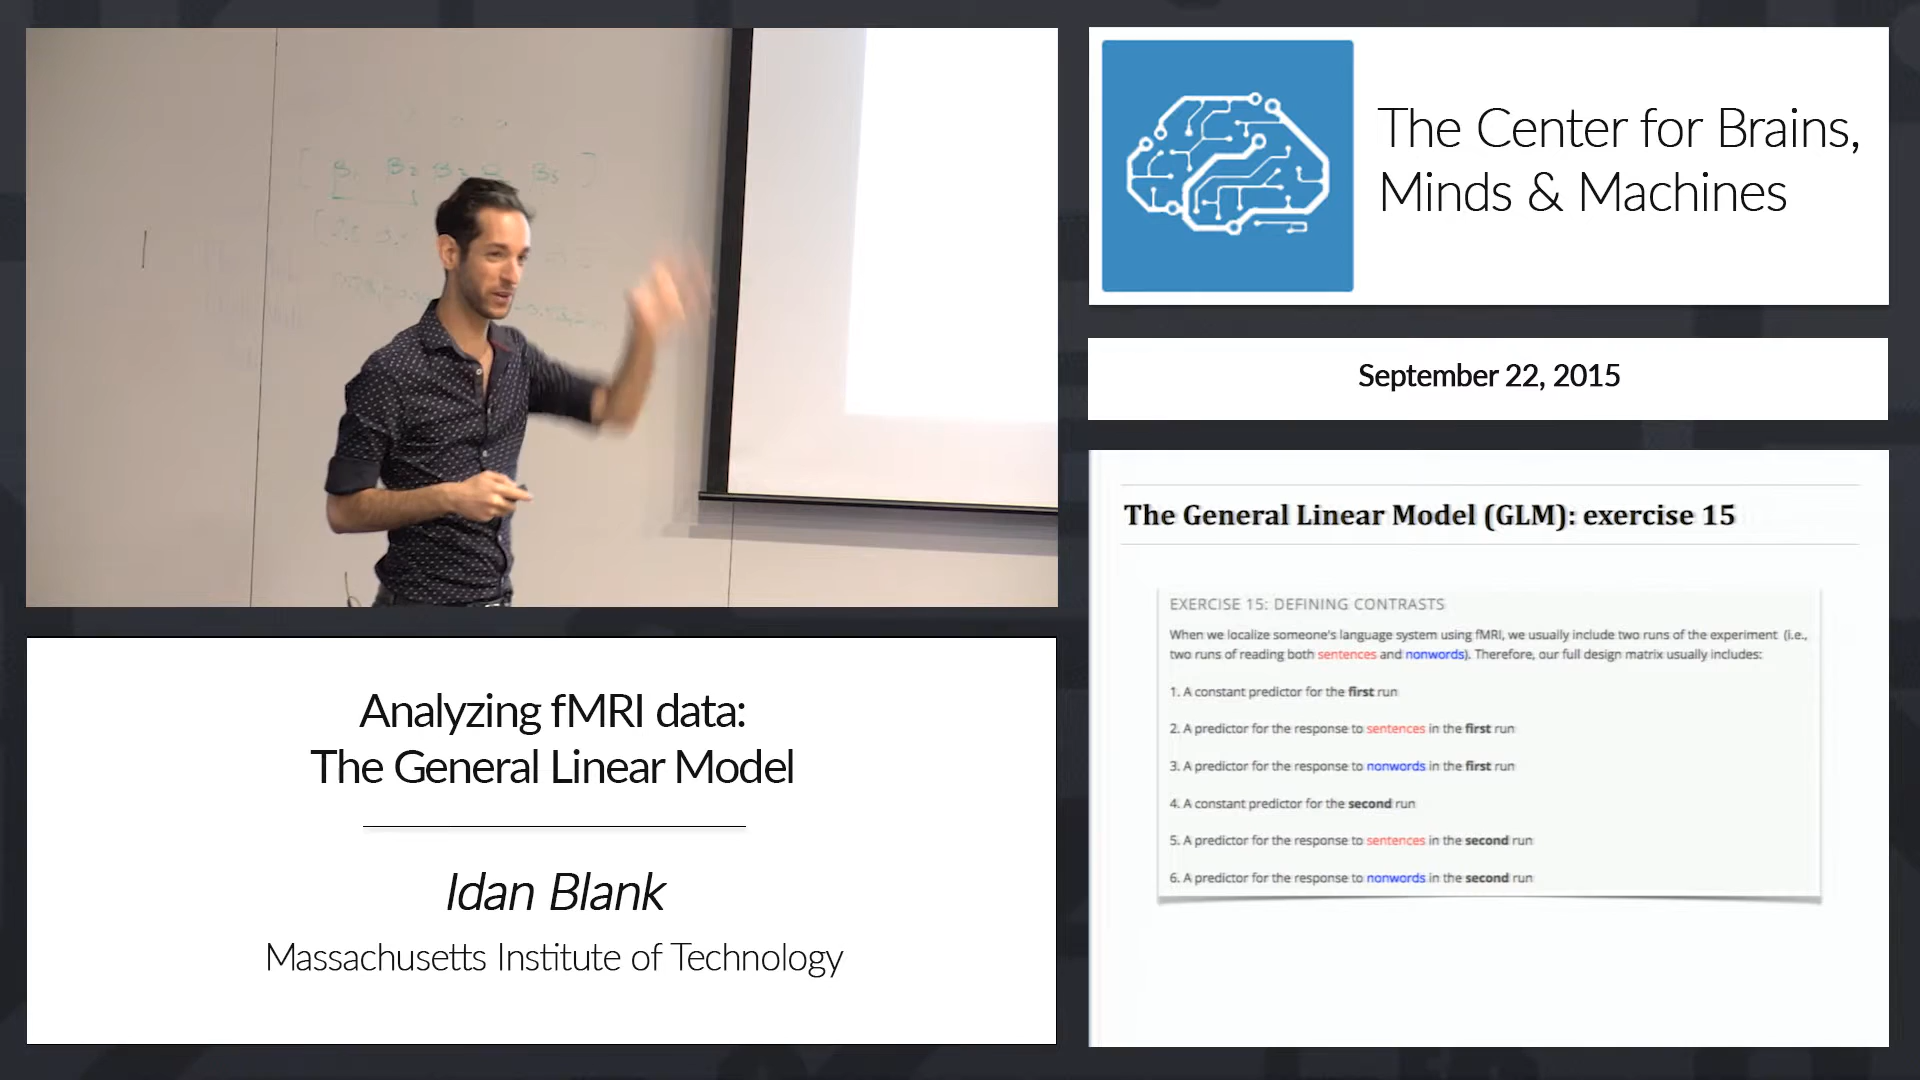 The Center for Brains,
Minds & Machines
September 22, 2015
B₂
B₅
Analyzing fMRI data:
The General Linear Model
Idan Blank
Massachusetts Institute of Technology
The General Linear Model (GLM): exercise 15
EXERCISE 15: DEFINING CONTRASTS
When we localize someone's language system using fMRI, we usually include two runs of the experiment (i.e.,
two runs of reading both sentences and nonwords). Therefore, our full design matrix usually includes:
1. A constant predictor for the first run
2. A predictor for the response to sentences in the first run
3. A predictor for the response to nonwords in the first run
4. A constant predictor for the second run
5. A predictor for the response to sentences in the second run
6. A predictor for the response to nonwords in the second run